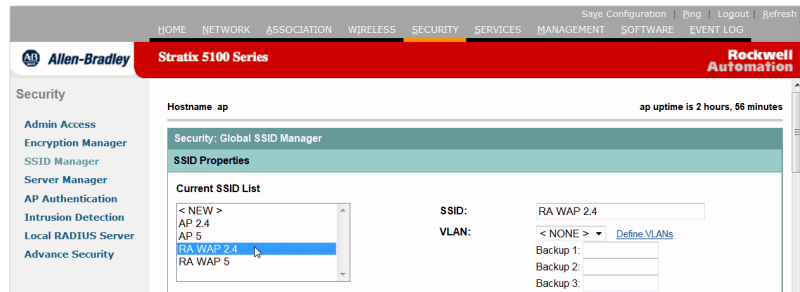 Save Configuration | Ping | Logout | Refresh
HOME NETWORK ASSOCIATION WIRELESS SECURITY SERVICES MANAGEMENT SOFTWARE EVENT LOG
AB Allen-Bradley
Stratix 5100 Series
Rockwell
Automation
Security
Admin Access
Encryption Manager
SSID Manager
Server Manager
AP Authentication
Intrusion Detection
Local RADIUS Server
Advance Security
Hostname ap
ap uptime is 2 hours, 56 minutes
Security: Global SSID Manager
SSID Properties
Current SSID List
< NEW >
AP 2.4
AP 5
RA WAP 2.4
RA WAP 5
SSID: RA WAP 2.4
VLAN: < NONE > Define VLANs
Backup 1:
Backup 2:
Backup 3: